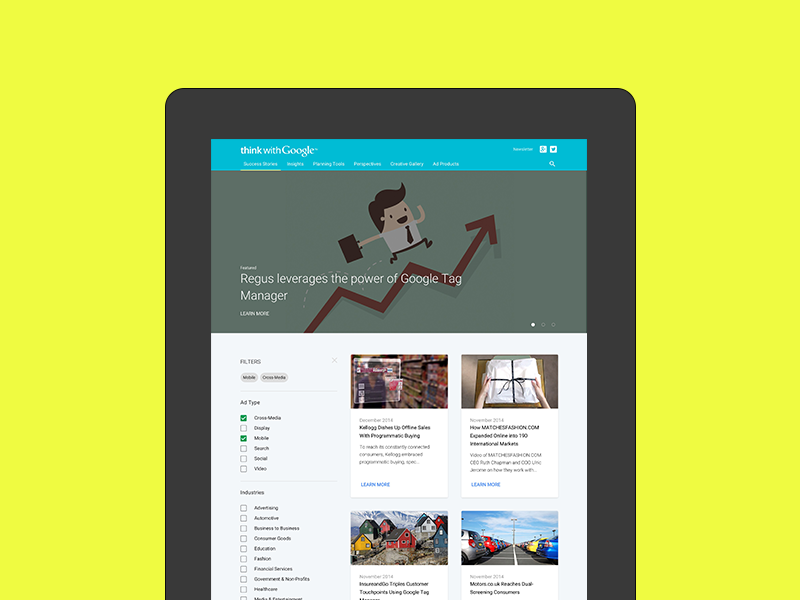 think with Google™
Newsletter
Success Stories Insights Planning Tools Perspectives Creative Gallery Ad Products
Featured
Regus leverages the power of Google Tag
Manager
LEARN MORE
FILTERS
Mobile Cross-Media
Ad Type
Cross-Media
Display
Mobile
Search
Social
Video
Industries
Advertising
Automotive
Business to Business
Consumer Goods
Education
Fashion
Financial Services
Government & Non-Profits
Healthcare
Media & Entertainment
December 2014
Kellogg Dishes Up Offline Sales
With Programmatic Buying
To reach its constantly connected
consumers, Kellogg embraced
programmatic buying, spec...
LEARN MORE
November 2014
How MATCHESFASHION.COM
Expanded Online into 190
International Markets
Video of MATCHESFASHION.COM
CEO Ruth Chapman and COO Ulric
Jerome on how they work with...
LEARN MORE
November 2014
InsureandGo Triples Customer
Touchpoints Using Google Tag
Manager
November 2014
Motors.co.uk Reaches Dual-
Screening Consumers